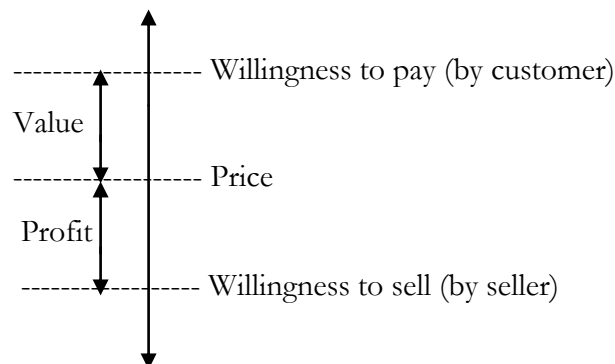 Willingness to pay (by customer)
Value
Price
Profit
Willingness to sell (by seller)